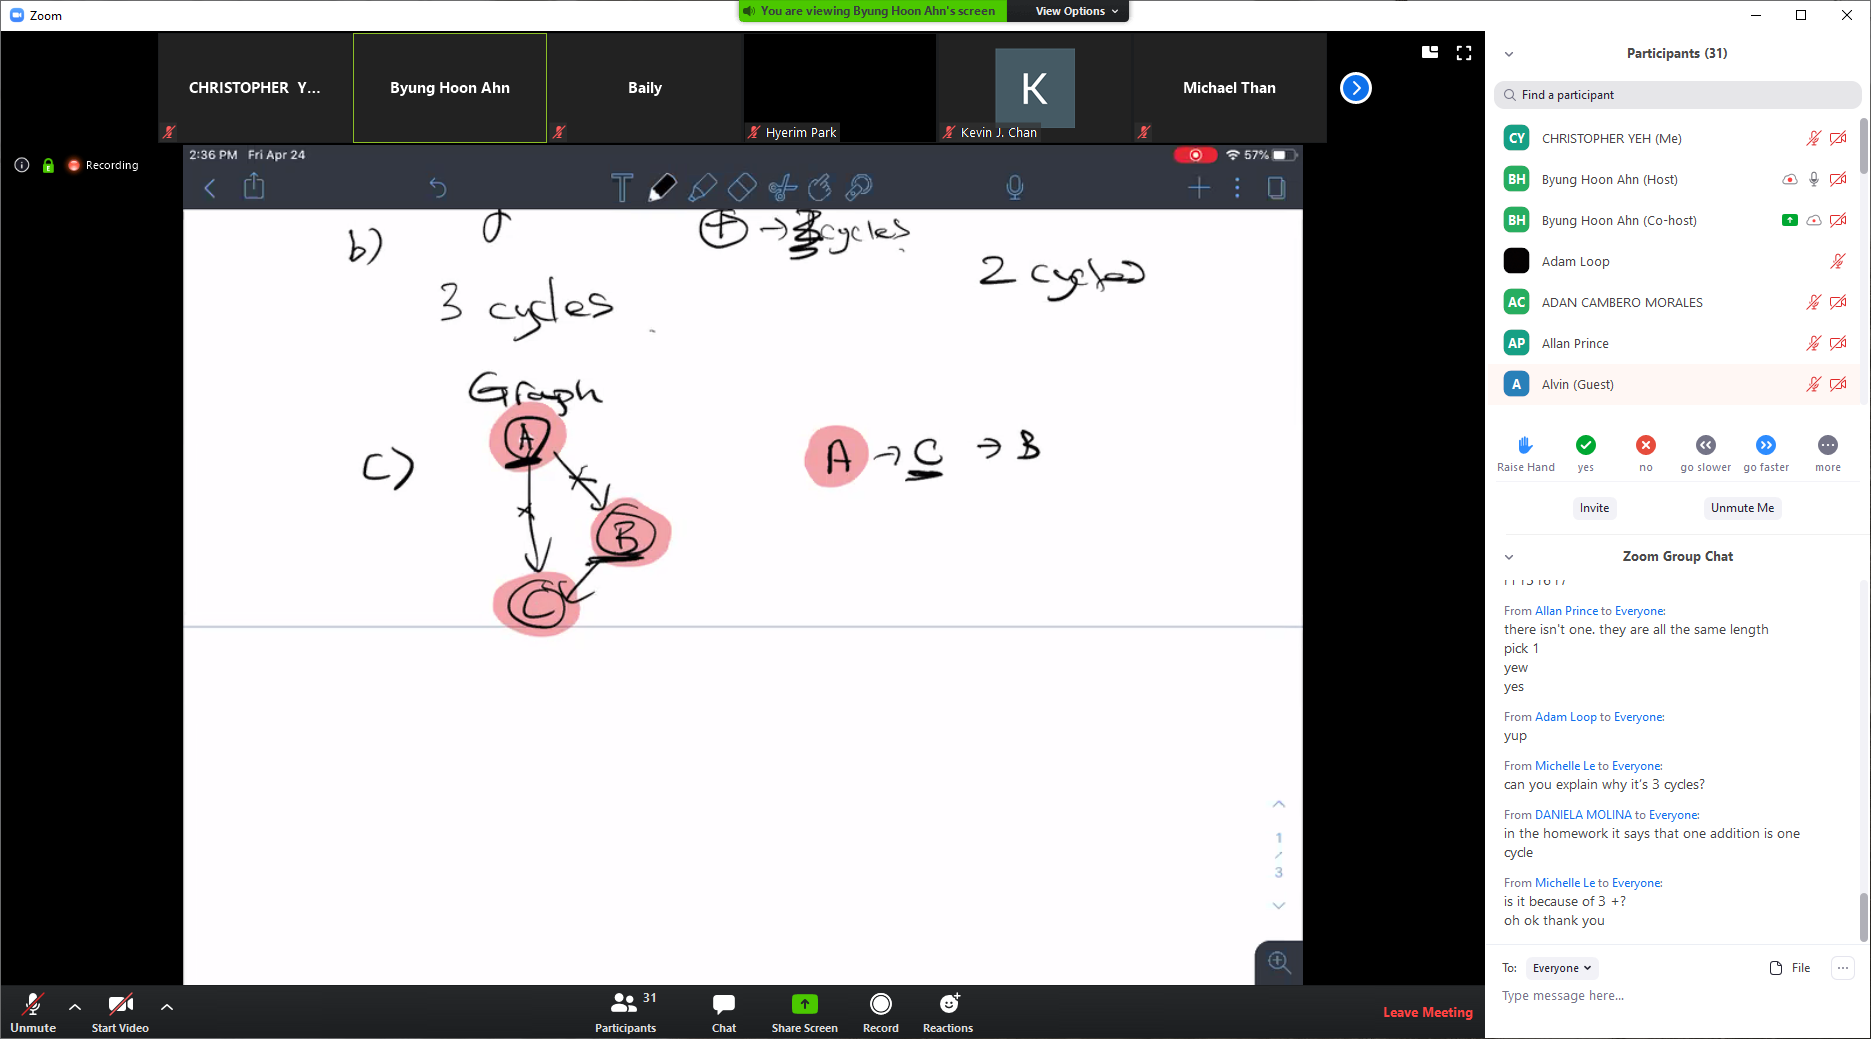 Zoom
You are viewing Byung Hoon Ahn's screen
View Options
CHRISTOPHER Y...
Byung Hoon Ahn
Baily
Hyerim Park
K
Kevin J. Chan
Michael Than
Recording
2:36 PM Fri Apr 24
57%
b)
+ → cycles
3 cycles
2 cycles
Graph
c)
A
B
C
A → C → B
1
3
Participants (31)
Find a participant
CY CHRISTOPHER YEH (Me)
BH Byung Hoon Ahn (Host)
BH Byung Hoon Ahn (Co-host)
Adam Loop
AC ADAN CAMBERO MORALES
AP Allan Prince
A Alvin (Guest)
Raise Hand yes no go slower go faster more
Invite Unmute Me
Zoom Group Chat
From Allan Prince to Everyone:
there isn't one. they are all the same length
pick 1
yew
yes
From Adam Loop to Everyone:
yup
From Michelle Le to Everyone:
can you explain why it's 3 cycles?
From DANIELA MOLINA to Everyone:
in the homework it says that one addition is one
cycle
From Michelle Le to Everyone:
is it because of 3 +?
oh ok thank you
To: Everyone File
Type message here...
Unmute
Start Video
Participants 31
Chat
Share Screen
Record
Reactions
Leave Meeting